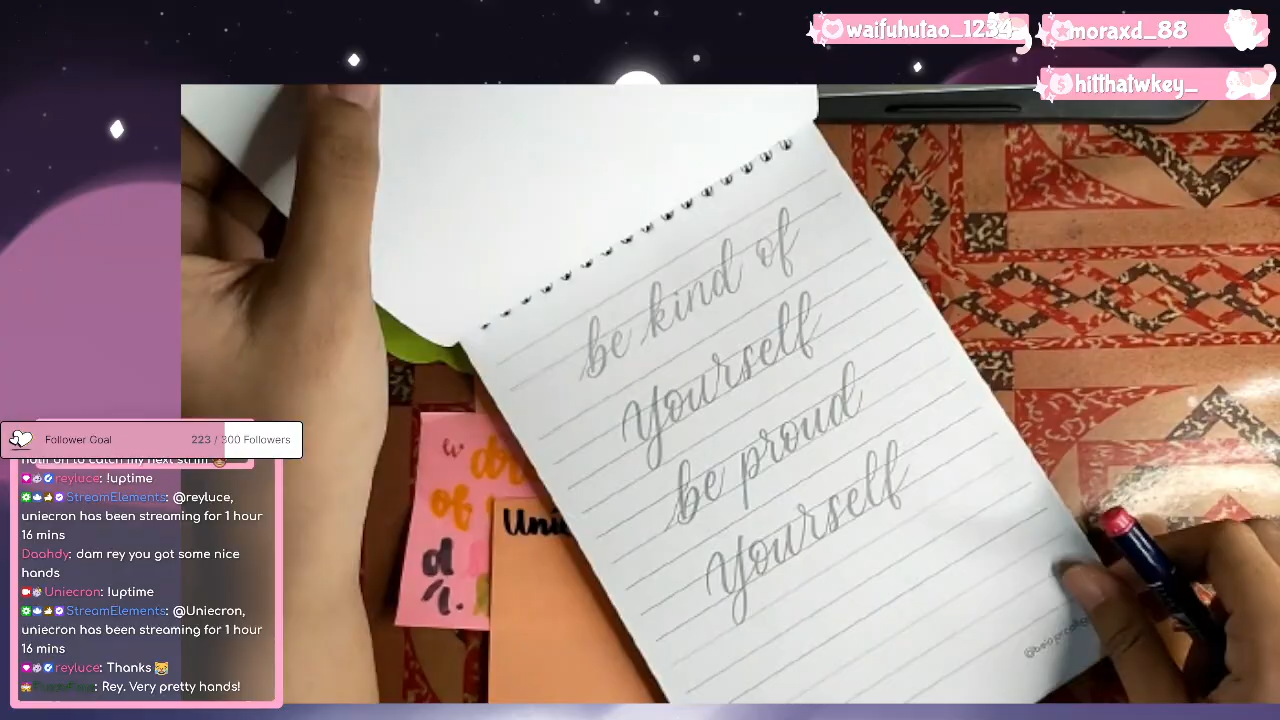 waifuhutao_1234
moraxd_88
hitthatwkey_
be kind of
Yourself
be proud
Yourself
Follower Goal
223 / 300 Followers
reyluce: !uptime
StreamElements: @reyluce,
uniecron has been streaming for 1 hour
16 mins
Daahdy: dam rey you got some nice
hands
Uniecron: !uptime
StreamElements: @Uniecron,
uniecron has been streaming for 1 hour
16 mins
reyluce: Thanks
: Rey. Very pretty hands!
of
d